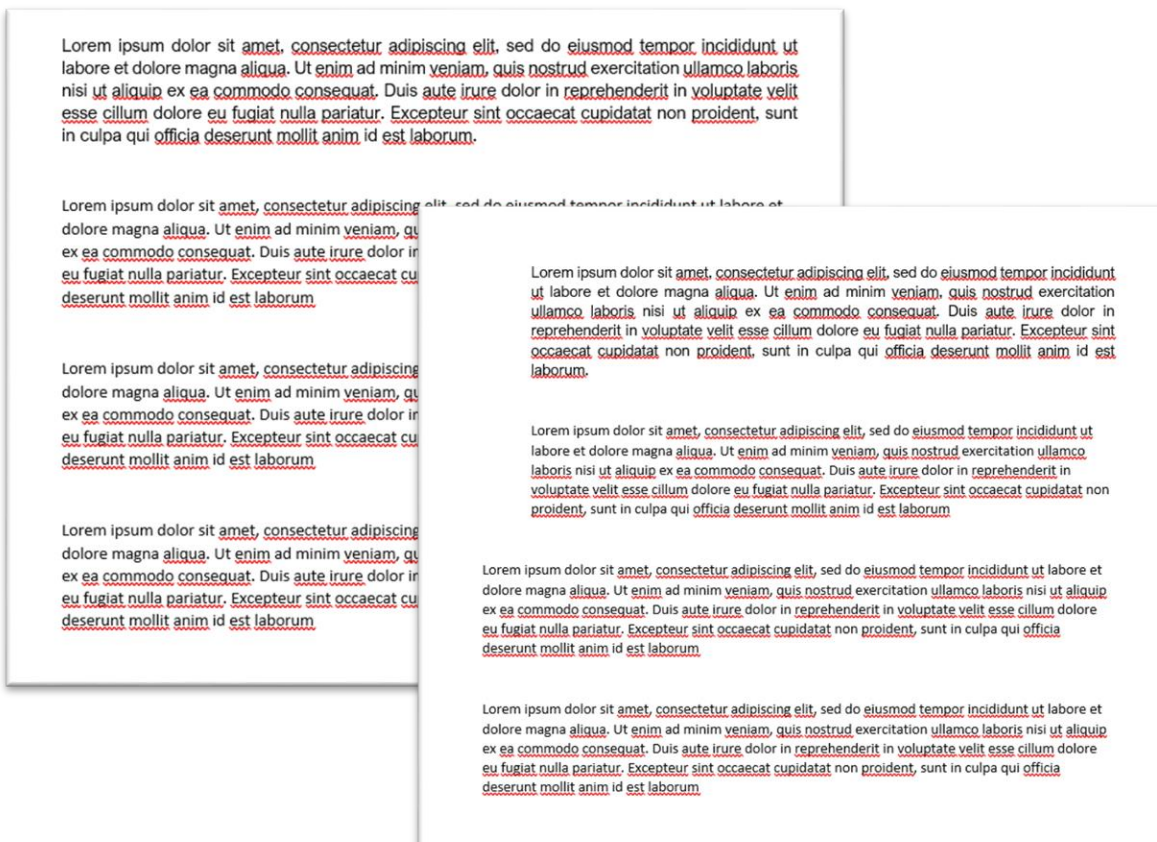 Lorem ipsum dolor sit amet, consectetur adipiscing elit, sed do eiusmod tempor incididunt ut
labore et dolore magna aliqua. Ut enim ad minim veniam, quis nostrud exercitation ullamco laboris
nisi ut aliquip ex ea commodo consequat. Duis aute irure dolor in reprehenderit in voluptate velit
esse cillum dolore eu fugiat nulla pariatur. Excepteur sint occaecat cupidatat non proident, sunt
in culpa qui officia deserunt mollit anim id est laborum.
Lorem ipsum dolor sit amet, consectetur adipiscing elit, sed do eiusmod tempor incididunt ut labore et
dolore magna aliqua. Ut enim ad minim veniam,
ex ea commodo consequat. Duis aute irure dolor
eu fugiat nulla pariatur. Excepteur sint occaecat
deserunt mollit anim id est laborum
Lorem ipsum dolor sit amet, consectetur adipiscing
dolore magna aliqua. Ut enim ad minim veniam,
ex ea commodo consequat. Duis aute irure dolor
eu fugiat nulla pariatur. Excepteur sint occaecat
deserunt mollit anim id est laborum
Lorem ipsum dolor sit amet, consectetur adipiscing
dolore magna aliqua. Ut enim ad minim veniam,
ex ea commodo consequat. Duis aute irure dolor
eu fugiat nulla pariatur. Excepteur sint occaecat
deserunt mollit anim id est laborum
Lorem ipsum dolor sit amet, consectetur adipiscing elit, sed do eiusmod tempor incididunt
ut labore et dolore magna aliqua. Ut enim ad minim veniam, quis nostrud exercitation
ullamco laboris nisi ut aliquip ex ea commodo consequat. Duis aute irure dolor in
reprehenderit in voluptate velit esse cillum dolore eu fugiat nulla pariatur. Excepteur sint
occaecat cupidatat non proident, sunt in culpa qui officia deserunt mollit anim id est
laborum.
Lorem ipsum dolor sit amet, consectetur adipiscing elit, sed do eiusmod tempor incididunt ut
labore et dolore magna aliqua. Ut enim ad minim veniam, quis nostrud exercitation ullamco
laboris nisi ut aliquip ex ea commodo consequat. Duis aute irure dolor in reprehenderit in
voluptate velit esse cillum dolore eu fugiat nulla pariatur. Excepteur sint occaecat cupidatat non
proident, sunt in culpa qui officia deserunt mollit anim id est laborum
Lorem ipsum dolor sit amet, consectetur adipiscing elit, sed do eiusmod tempor incididunt ut labore et
dolore magna aliqua. Ut enim ad minim veniam, quis nostrud exercitation ullamco laboris nisi ut aliquip
ex ea commodo consequat. Duis aute irure dolor in reprehenderit in voluptate velit esse cillum dolore
eu fugiat nulla pariatur. Excepteur sint occaecat cupidatat non proident, sunt in culpa qui officia
deserunt mollit anim id est laborum
Lorem ipsum dolor sit amet, consectetur adipiscing elit, sed do eiusmod tempor incididunt ut labore et
dolore magna aliqua. Ut enim ad minim veniam, quis nostrud exercitation ullamco laboris nisi ut aliquip
ex ea commodo consequat. Duis aute irure dolor in reprehenderit in voluptate velit esse cillum dolore
eu fugiat nulla pariatur. Excepteur sint occaecat cupidatat non proident, sunt in culpa qui officia
deserunt mollit anim id est laborum